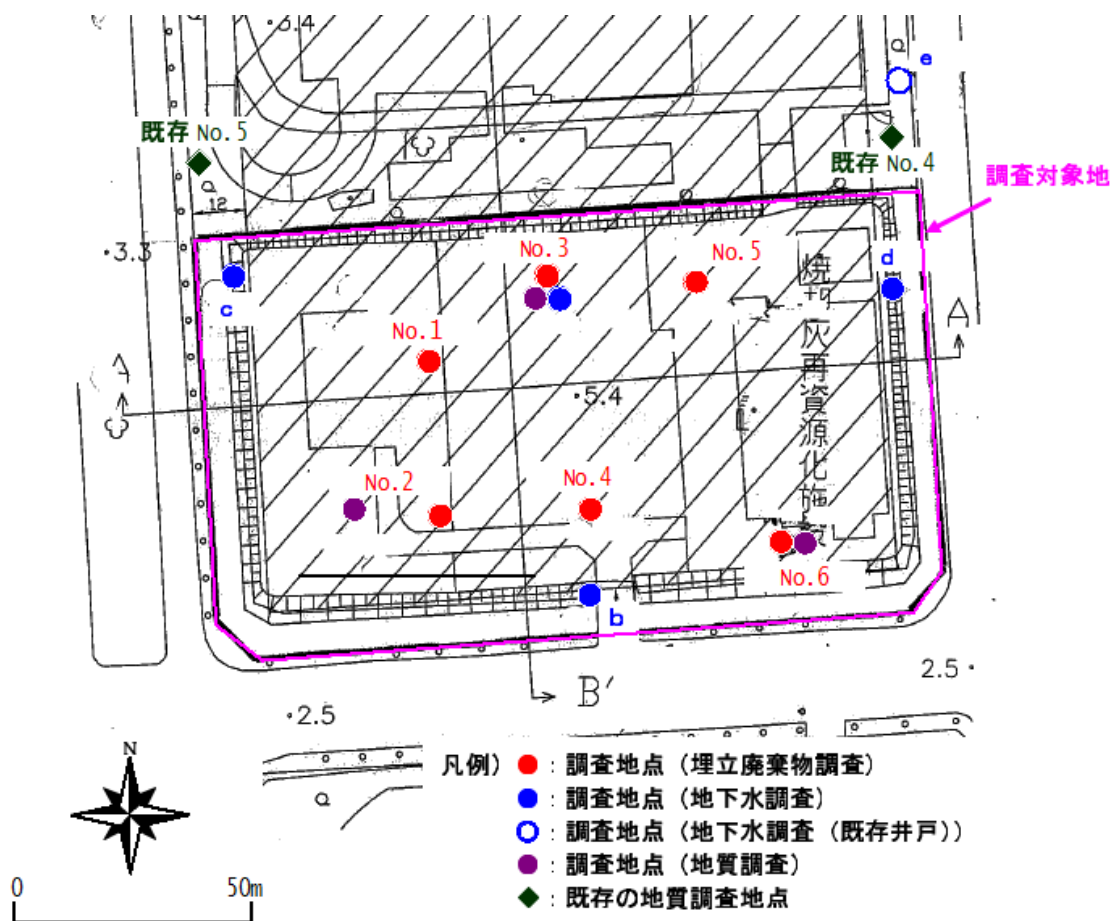 3.4
e
既存 No.5
既存 No.4
調査対象地
12
3.3
No.3
No.5
d
c
No.1
A
A
5.4
焼却灰再資源化施設
No.2
No.4
No.6
b
B′
2.5
2.5
N
凡例)
: 調査地点 (埋立廃棄物調査)
: 調査地点 (地下水調査)
: 調査地点 (地下水調査 (既存井戸))
: 調査地点 (地質調査)
: 既存の地質調査地点
0 50m